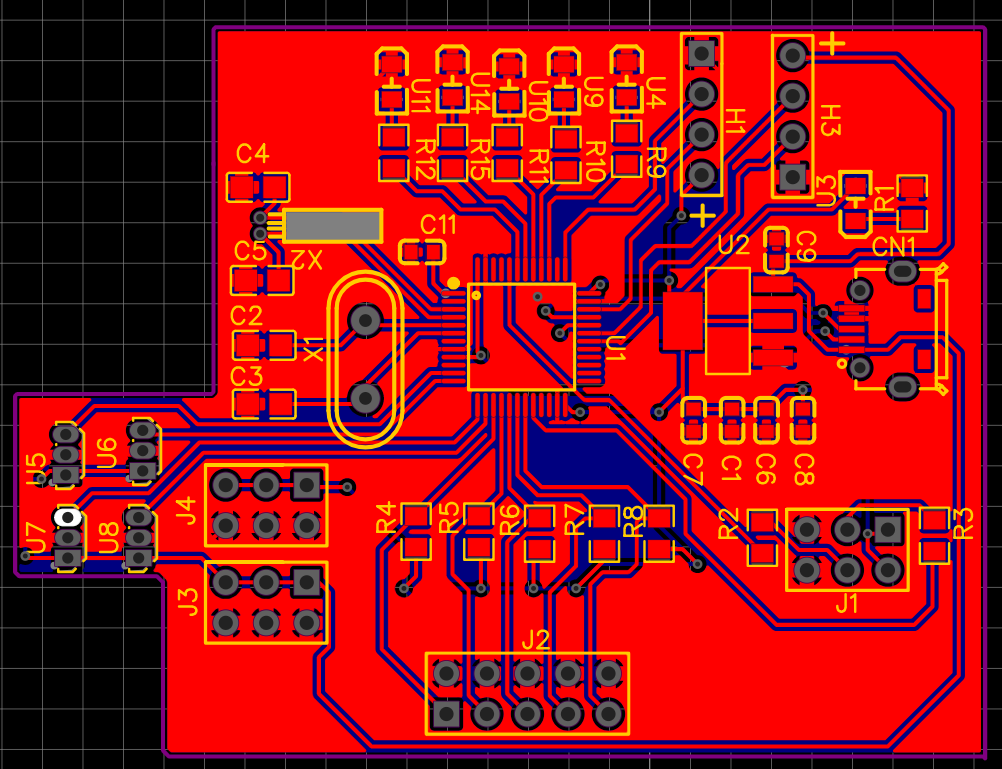 +
U11
U14
U10
U9
U4
H1
H3
R12
R15
R11
R10
R9
C4
U3
R1
+
C11
U2
C9
CN1
C5
X2
C2
X1
U1
C3
U5
U6
C7
C1
C6
C8
J4
R4
R5
R6
R7
R8
R2
R3
U7
U8
J3
J1
J2